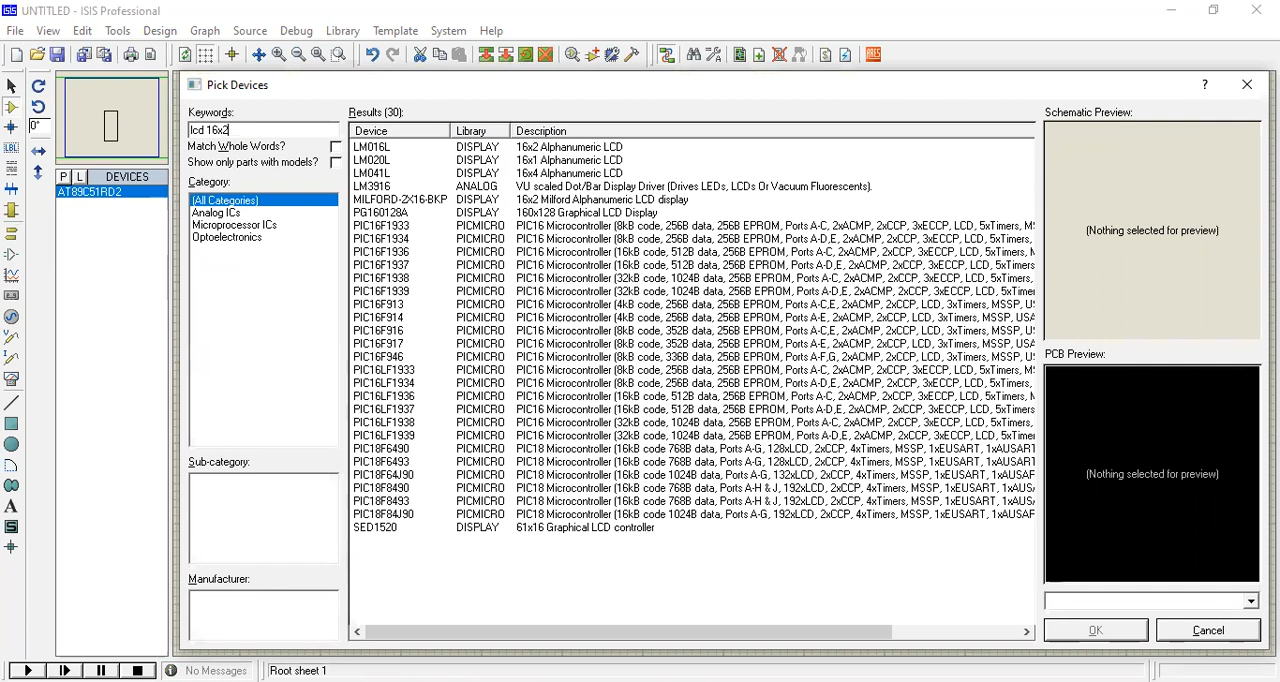 UNTITLED - ISIS Professional
File View Edit Tools Design Graph Source Debug Library Template System Help
Pick Devices
Keywords:
lcd 16x2
Match Whole Words?
Show only parts with models?
Category:
(All Categories)
Analog ICs
Microprocessor ICs
Optoelectronics
Sub-category:
Manufacturer:
0°
P L DEVICES
AT89C51RD2
Results (30):
Device Library Description
LM016L DISPLAY 16x2 Alphanumeric LCD
LM020L DISPLAY 16x1 Alphanumeric LCD
LM041L DISPLAY 16x4 Alphanumeric LCD
LM3916 ANALOG VU scaled Dot/Bar Display Driver (Drives LEDs, LCDs Or Vacuum Fluorescents).
MILFORD-2X16-BKP DISPLAY 16x2 Milford Alphanumeric LCD display
PG160128A DISPLAY 160x128 Graphical LCD Display
PIC16F1933 PICMICRO PIC16 Microcontroller (8kB code, 256B data, 256B EPROM, Ports A-C, 2xACMP, 2xCCP, 3xECCP, LCD, 5xTimers, M
PIC16F1934 PICMICRO PIC16 Microcontroller (8kB code, 256B data, 256B EPROM, Ports A-D,E, 2xACMP, 2xCCP, 3xECCP, LCD, 5xTimers,
PIC16F1936 PICMICRO PIC16 Microcontroller (16kB code, 512B data, 256B EPROM, Ports A-C, 2xACMP, 2xCCP, 3xECCP, LCD, 5xTimers, M
PIC16F1937 PICMICRO PIC16 Microcontroller (16kB code, 512B data, 256B EPROM, Ports A-D,E, 2xACMP, 2xCCP, 3xECCP, LCD, 5xTimers
PIC16F1938 PICMICRO PIC16 Microcontroller (32kB code, 1024B data, 256B EPROM, Ports A-C, 2xACMP, 2xCCP, 3xECCP, LCD, 5xTimers,
PIC16F1939 PICMICRO PIC16 Microcontroller (32kB code, 1024B data, 256B EPROM, Ports A-D,E, 2xACMP, 2xCCP, 3xECCP, LCD, 5xTimer
PIC16F913 PICMICRO PIC16 Microcontroller (4kB code, 256B data, 256B EPROM, Ports A-C,E, 2xACMP, 2xCCP, LCD, 3xTimers, MSSP, US
PIC16F914 PICMICRO PIC16 Microcontroller (4kB code, 256B data, 256B EPROM, Ports A-E, 2xACMP, 2xCCP, LCD, 3xTimers, MSSP, USA
PIC16F916 PICMICRO PIC16 Microcontroller (8kB code, 352B data, 256B EPROM, Ports A-C,E, 2xACMP, 2xCCP, LCD, 3xTimers, MSSP, US
PIC16F917 PICMICRO PIC16 Microcontroller (8kB code, 352B data, 256B EPROM, Ports A-E, 2xACMP, 2xCCP, LCD, 3xTimers, MSSP, USA
PIC16F946 PICMICRO PIC16 Microcontroller (8kB code, 336B data, 256B EPROM, Ports A-F,G, 2xACMP, 2xCCP, LCD, 3xTimers, MSSP, U
PIC16LF1933 PICMICRO PIC16 Microcontroller (8kB code, 256B data, 256B EPROM, Ports A-C, 2xACMP, 2xCCP, 3xECCP, LCD, 5xTimers, M
PIC16LF1934 PICMICRO PIC16 Microcontroller (8kB code, 256B data, 256B EPROM, Ports A-D,E, 2xACMP, 2xCCP, 3xECCP, LCD, 5xTimers,
PIC16LF1936 PICMICRO PIC16 Microcontroller (16kB code, 512B data, 256B EPROM, Ports A-C, 2xACMP, 2xCCP, 3xECCP, LCD, 5xTimers, M
PIC16LF1937 PICMICRO PIC16 Microcontroller (16kB code, 512B data, 256B EPROM, Ports A-D,E, 2xACMP, 2xCCP, 3xECCP, LCD, 5xTimers
PIC16LF1938 PICMICRO PIC16 Microcontroller (32kB code, 1024B data, 256B EPROM, Ports A-C, 2xACMP, 2xCCP, 3xECCP, LCD, 5xTimers,
PIC16LF1939 PICMICRO PIC16 Microcontroller (32kB code, 1024B data, 256B EPROM, Ports A-D,E, 2xACMP, 2xCCP, 3xECCP, LCD, 5xTimer
PIC18F6490 PICMICRO PIC18 Microcontroller (16kB code 768B data, Ports A-G, 128xLCD, 2xCCP, 4xTimers, MSSP, 1xEUSART, 1xAUSAR
PIC18F6493 PICMICRO PIC18 Microcontroller (16kB code 768B data, Ports A-G, 128xLCD, 2xCCP, 4xTimers, MSSP, 1xEUSART, 1xAUSAR
PIC18F64J90 PICMICRO PIC18 Microcontroller (16kB code 1024B data, Ports A-G, 132xLCD, 2xCCP, 4xTimers, MSSP, 1xEUSART, 1xAUSA
PIC18F8490 PICMICRO PIC18 Microcontroller (16kB code 768B data, Ports A-H & J, 192xLCD, 2xCCP, 4xTimers, MSSP, 1xEUSART, 1xAUS
PIC18F8493 PICMICRO PIC18 Microcontroller (16kB code 768B data, Ports A-H & J, 192xLCD, 2xCCP, 4xTimers, MSSP, 1xEUSART, 1xAUS
PIC18F84J90 PICMICRO PIC18 Microcontroller (16kB code 1024B data, Ports A-G, 192xLCD, 2xCCP, 4xTimers, MSSP, 1xEUSART, 1xAUSA
SED1520 DISPLAY 61x16 Graphical LCD controller
Schematic Preview:
(Nothing selected for preview)
PCB Preview:
(Nothing selected for preview)
OK Cancel
No Messages Root sheet 1